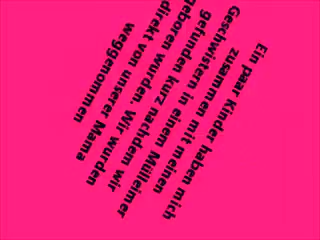 Ein paar Kinder haben mich
zusammen mit meinen
Geschwistern in einem Mülleimer
gefunden kurz nachdem wir
geboren wurden. Wir wurden
direkt von unserer Mama
weggenommen